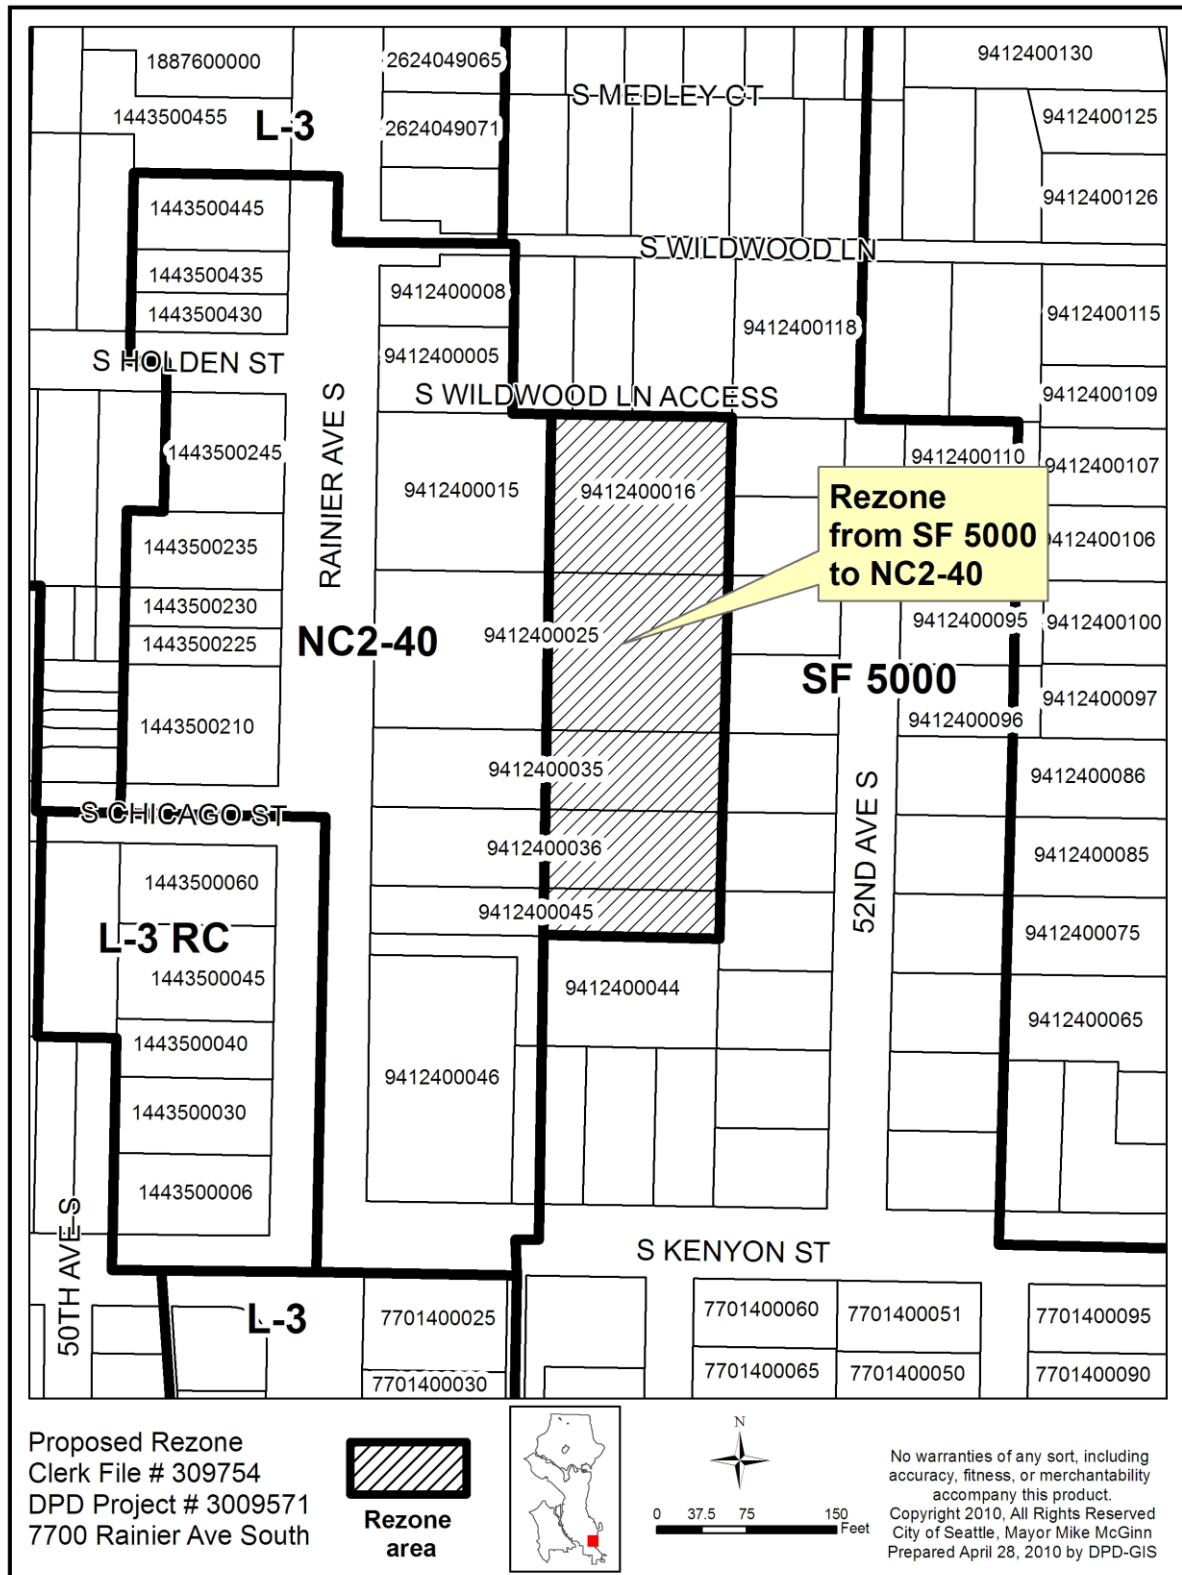 1887600000
2624049065
9412400130
S MEDLEY CT
1443500455
L-3
2624049071
9412400125
9412400126
1443500445
S WILDWOOD LN
1443500435
9412400008
1443500430
9412400118
9412400115
S HOLDEN ST
9412400005
S WILDWOOD LN ACCESS
9412400109
RAINIER AVE S
1443500245
9412400110
9412400107
9412400015
9412400016
Rezone
from SF 5000
to NC2-40
1443500235
9412400106
1443500230
9412400095
9412400100
1443500225
9412400025
NC2-40
SF 5000
9412400097
1443500210
9412400096
9412400035
9412400086
S CHICAGO ST
9412400036
52ND AVE S
9412400085
1443500060
9412400045
L-3 RC
9412400075
1443500045
9412400044
9412400065
1443500040
9412400046
1443500030
1443500006
50TH AVE S
S KENYON ST
L-3
7701400025
7701400060
7701400051
7701400095
7701400030
7701400065
7701400050
7701400090
Proposed Rezone
Clerk File # 309754
DPD Project # 3009571
7700 Rainier Ave South
Rezone
area
N
0 37.5 75 150
Feet
No warranties of any sort, including
accuracy, fitness, or merchantability
accompany this product.
Copyright 2010, All Rights Reserved
City of Seattle, Mayor Mike McGinn
Prepared April 28, 2010 by DPD-GIS